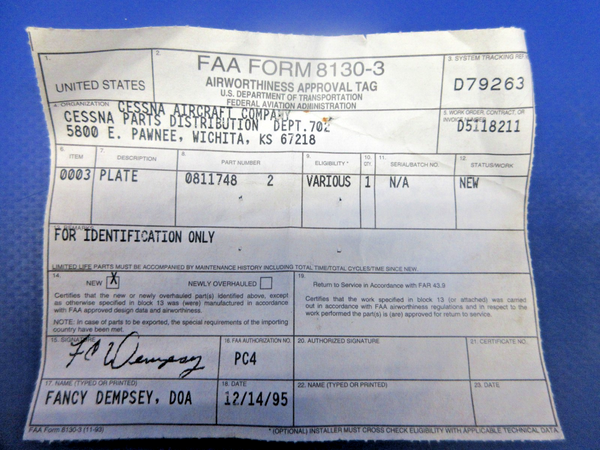 1.
2.
FAA FORM 8130-3
AIRWORTHINESS APPROVAL TAG
U.S. DEPARTMENT OF TRANSPORTATION
FEDERAL AVIATION ADMINISTRATION
UNITED STATES
3. SYSTEM TRACKING REF.
D79263
4. ORGANIZATION
CESSNA AIRCRAFT COMPANY
CESSNA PARTS DISTRIBUTION DEPT.702
5800 E. PAWNEE, WICHITA, KS 67218
5. WORK ORDER, CONTRACT, OR
D5118211
6. ITEM
7. DESCRIPTION
8. PART NUMBER
9. ELIGIBILITY *
10. QTY.
11. SERIAL/BATCH NO.
12. STATUS/WORK
0003 PLATE 0811748 2 VARIOUS 1 N/A NEW
13. REMARKS
FOR IDENTIFICATION ONLY
LIMITED LIFE PARTS MUST BE ACCOMPANIED BY MAINTENANCE HISTORY INCLUDING TOTAL TIME/TOTAL CYCLES/TIME SINCE NEW.
14.
NEW X NEWLY OVERHAULED
Certifies that the new or newly overhauled part(s) identified above, except
as otherwise specified in block 13 was (were) manufactured in accordance
with FAA approved design data and airworthiness.
NOTE: In case of parts to be exported, the special requirements of the importing
country have been met.
19.
Return to Service in Accordance with FAR 43.9
Certifies that the work specified in block 13 (or attached) was carried
out in accordance with FAA airworthiness regulations and in respect to
the work performed the part(s) is (are) approved for return to service.
15. SIGNATURE
FC Dempsey
16. FAA AUTHORIZATION NO.
PC4
20. AUTHORIZED SIGNATURE
21. CERTIFICATE NO.
17. NAME (TYPED OR PRINTED)
FANCY DEMPSEY, DOA
18. DATE
12/14/95
22. NAME (TYPED OR PRINTED)
23. DATE
FAA Form 8130-3 (11-93)
* (OPTIONAL) INSTALLER MUST CROSS CHECK ELIGIBILITY WITH APPLICABLE TECHNICAL DATA